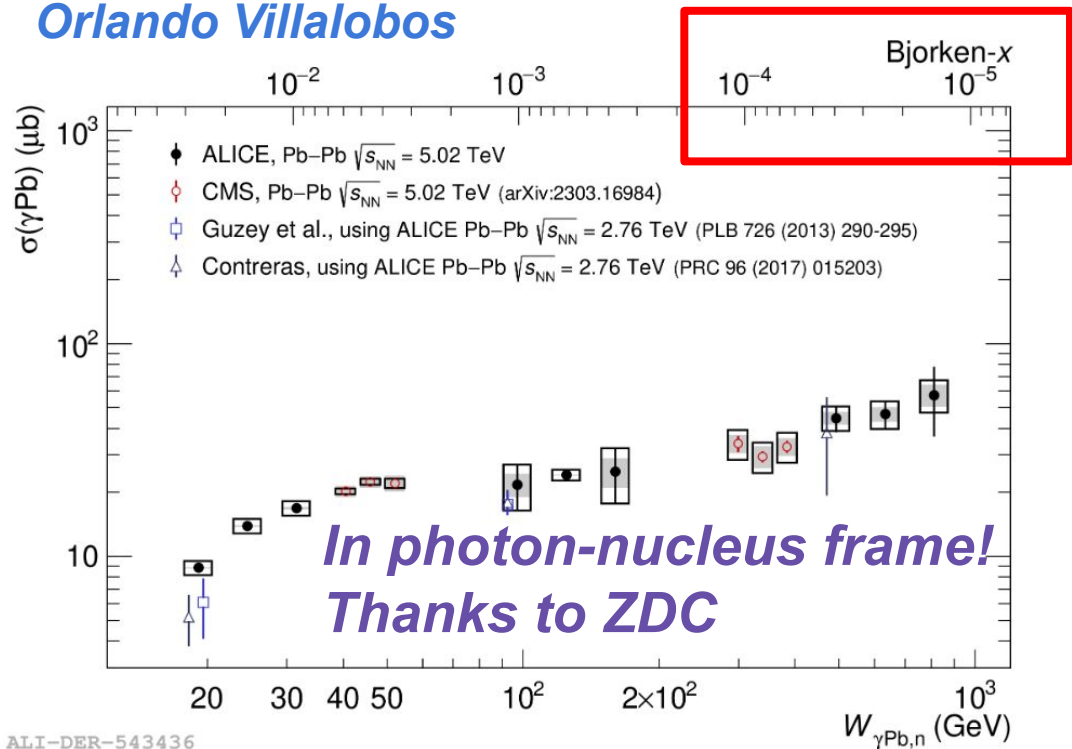 Orlando Villalobos
Bjorken-x
10⁻² 10⁻³ 10⁻⁴ 10⁻⁵
σ(γPb) (μb)
10³
ALICE, Pb–Pb √s_NN = 5.02 TeV
CMS, Pb–Pb √s_NN = 5.02 TeV (arXiv:2303.16984)
Guzey et al., using ALICE Pb–Pb √s_NN = 2.76 TeV (PLB 726 (2013) 290-295)
Contreras, using ALICE Pb–Pb √s_NN = 2.76 TeV (PRC 96 (2017) 015203)
10²
10
In photon-nucleus frame!
Thanks to ZDC
20 30 40 50 10² 2×10² 10³
W_γPb,n (GeV)
ALI-DER-543436